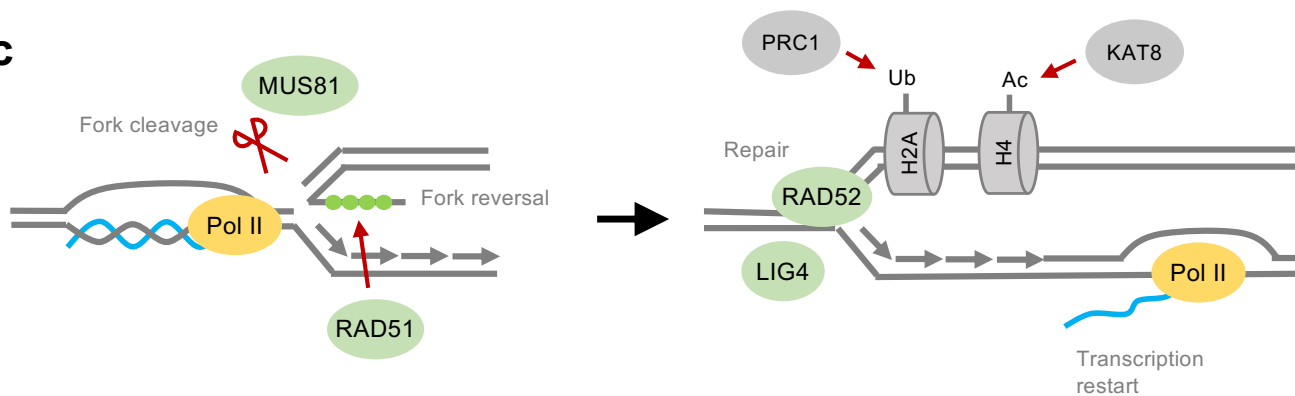 c
MUS81
Fork cleavage
Pol II
Fork reversal
RAD51
PRC1
KAT8
Ub
Ac
H2A
H4
Repair
RAD52
LIG4
Pol II
Transcription
restart